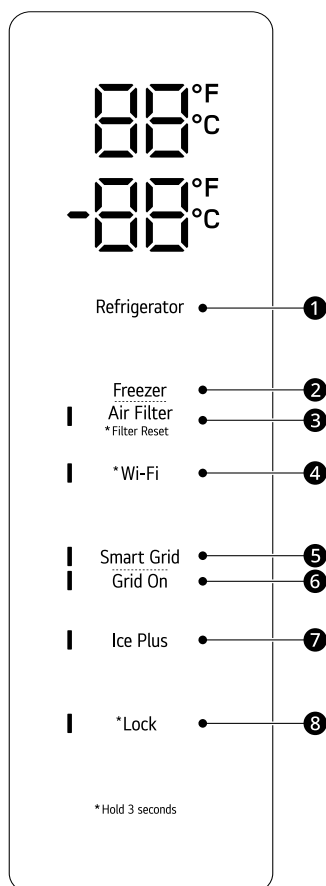 88°F
°C
-88°F
°C
Refrigerator
1
Freezer
2
Air Filter
3
*Filter Reset
*Wi-Fi
4
Smart Grid
5
Grid On
6
Ice Plus
7
*Lock
8
*Hold 3 seconds